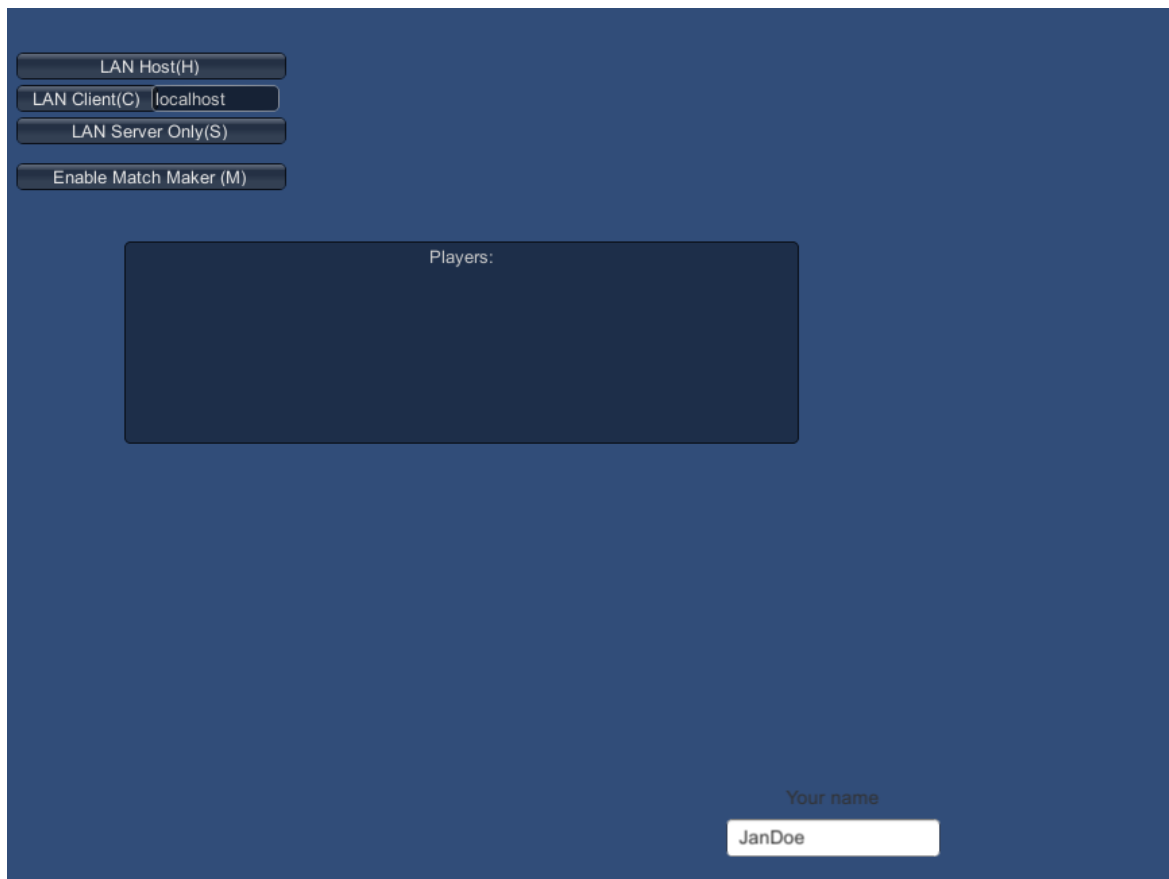 LAN Host(H)
LAN Client(C) localhost
LAN Server Only(S)
Enable Match Maker (M)
Players:
Your name
JanDoe